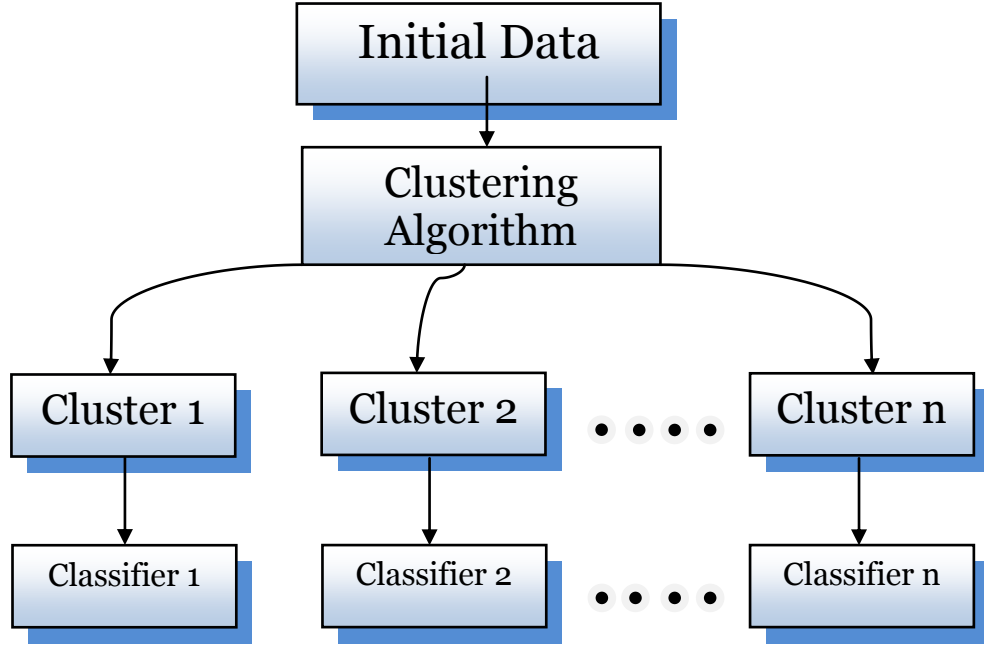 Initial Data
Clustering
Algorithm
Cluster 1
Cluster 2
Cluster n
Classifier 1
Classifier 2
Classifier n